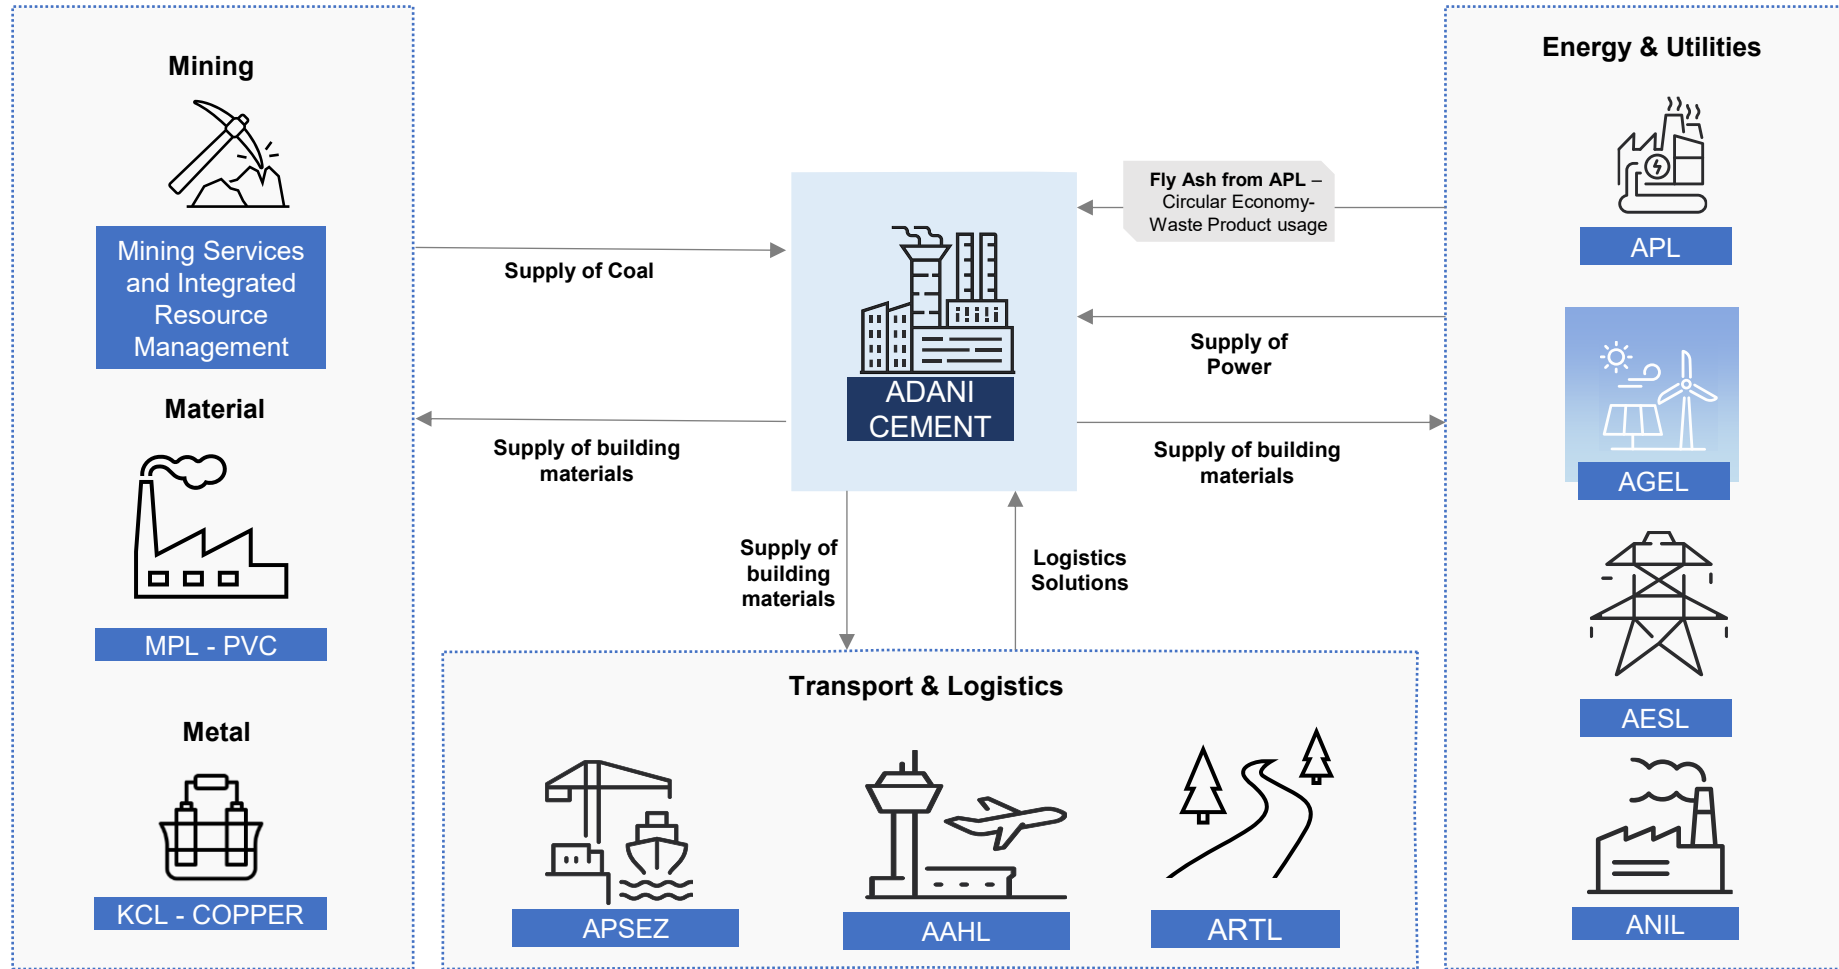 Mining
Mining Services
and Integrated
Resource
Management
Material
MPL - PVC
Metal
KCL - COPPER
Supply of Coal
Supply of building
materials
ADANI
CEMENT
Fly Ash from APL –
Circular Economy-
Waste Product usage
Supply of
Power
Supply of building
materials
Supply of
building
materials
Logistics
Solutions
Transport & Logistics
APSEZ
AAHL
ARTL
Energy & Utilities
APL
AGEL
AESL
ANIL